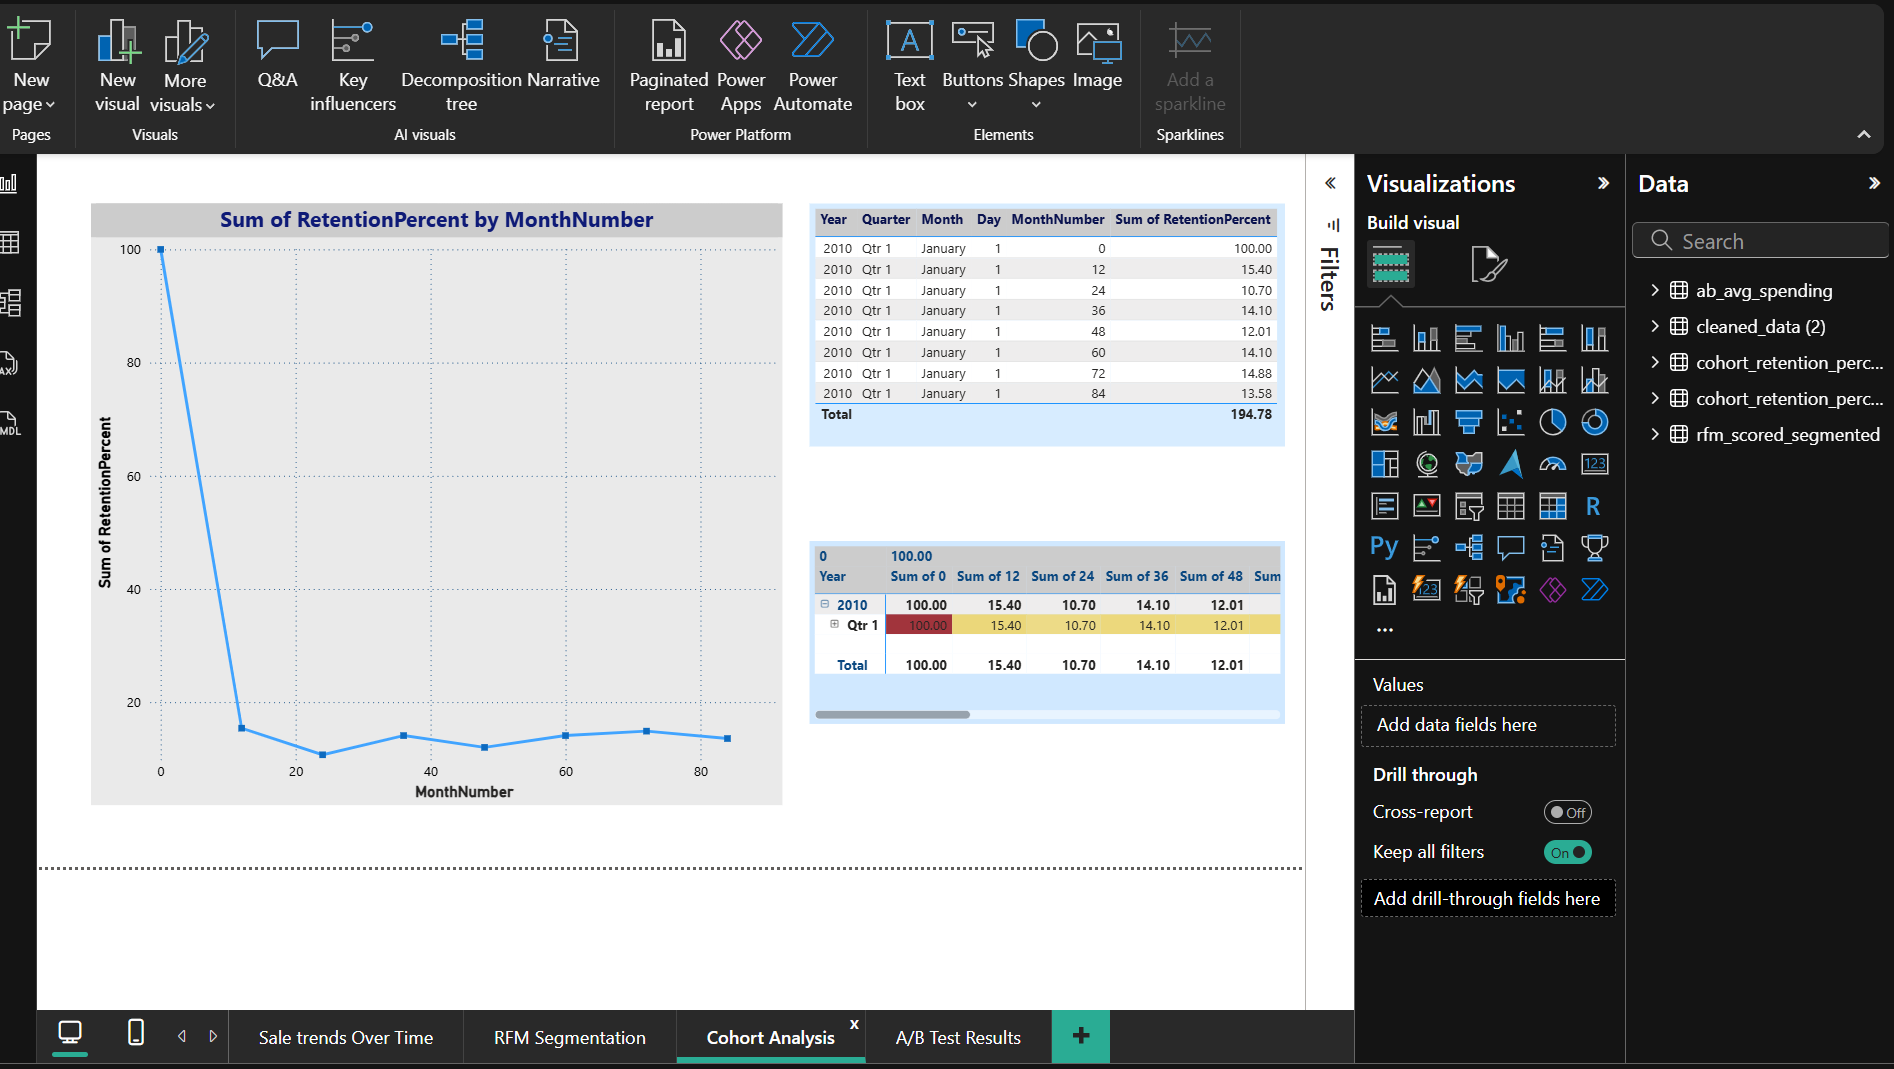 New page
Pages
New visual
More visuals
Visuals
Q&A
Key influencers
Decomposition tree
Narrative
AI visuals
Paginated report
Power Apps
Power Automate
Power Platform
Text box
Buttons
Shapes
Image
Elements
Add a sparkline
Sparklines
MDL
Sum of RetentionPercent by MonthNumber
100
80
60
40
20
Sum of RetentionPercent
0 20 40 60 80
MonthNumber
Year Quarter Month Day MonthNumber Sum of RetentionPercent
2010 Qtr 1 January 1 0 100.00
2010 Qtr 1 January 1 12 15.40
2010 Qtr 1 January 1 24 10.70
2010 Qtr 1 January 1 36 14.10
2010 Qtr 1 January 1 48 12.01
2010 Qtr 1 January 1 60 14.10
2010 Qtr 1 January 1 72 14.88
2010 Qtr 1 January 1 84 13.58
Total 194.78
0 100.00
Year Sum of 0 Sum of 12 Sum of 24 Sum of 36 Sum of 48 Sum
2010 100.00 15.40 10.70 14.10 12.01
Qtr 1 100.00 15.40 10.70 14.10 12.01
Total 100.00 15.40 10.70 14.10 12.01
Filters
Visualizations
Build visual
123
R
Py
123
...
Values
Add data fields here
Drill through
Cross-report Off
Keep all filters On
Add drill-through fields here
Data
Search
ab_avg_spending
cleaned_data (2)
cohort_retention_perc...
cohort_retention_perc...
rfm_scored_segmented
Sale trends Over Time
RFM Segmentation
Cohort Analysis x
A/B Test Results
+